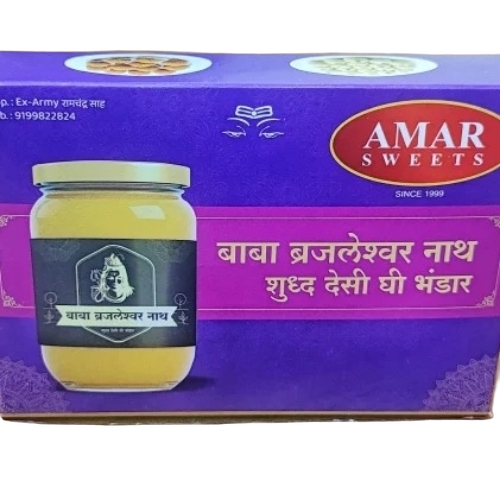 p.: Ex-Army रामचंद्र साह
b.: 9199822824
AMAR
SWEETS
SINCE 1999
बाबा ब्रजलेश्वर नाथ
शुध्द देसी घी भंडार
बाबा ब्रजलेश्वर नाथ